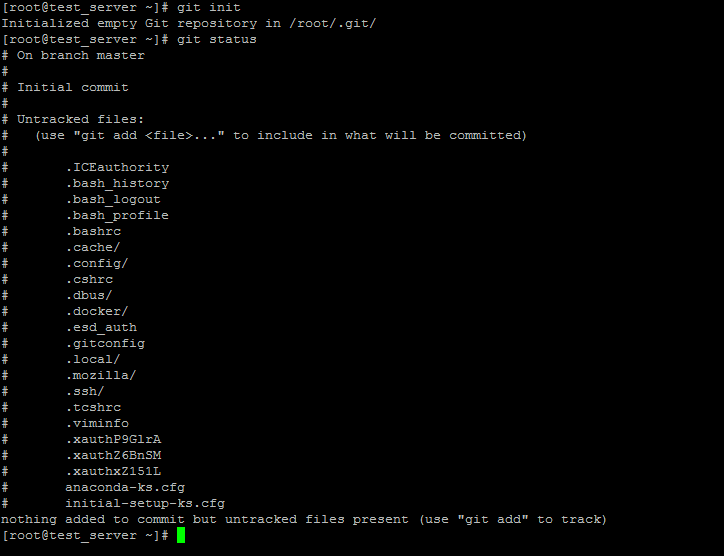 [root@test_server ~]# git init
Initialized empty Git repository in /root/.git/
[root@test_server ~]# git status
# On branch master
#
# Initial commit
#
# Untracked files:
#   (use "git add <file>..." to include in what will be committed)
#
#       .ICEauthority
#       .bash_history
#       .bash_logout
#       .bash_profile
#       .bashrc
#       .cache/
#       .config/
#       .cshrc
#       .dbus/
#       .docker/
#       .esd_auth
#       .gitconfig
#       .local/
#       .mozilla/
#       .ssh/
#       .tcshrc
#       .viminfo
#       .xauthP9GlrA
#       .xauthZ6BnSM
#       .xauthxZ151L
#       anaconda-ks.cfg
#       initial-setup-ks.cfg
nothing added to commit but untracked files present (use "git add" to track)
[root@test_server ~]#